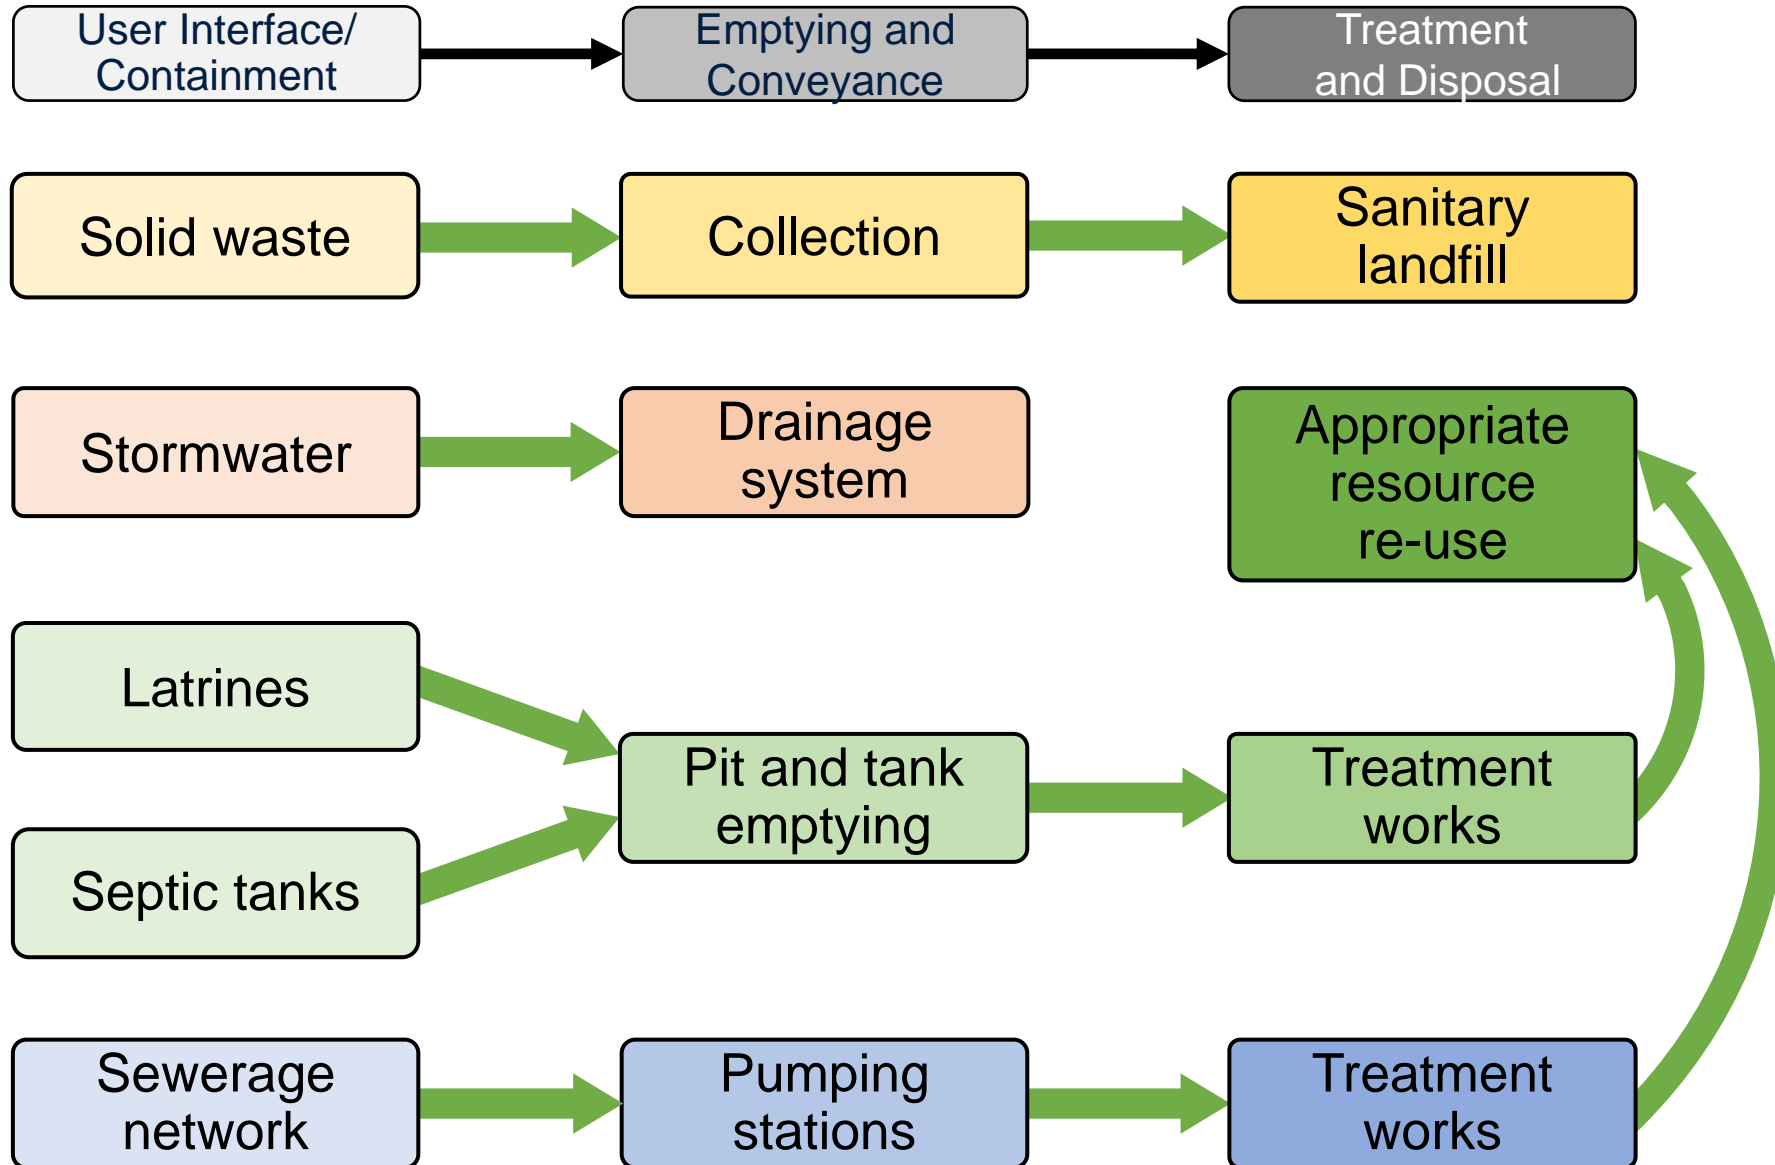 User Interface/
Containment
Emptying and
Conveyance
Treatment
and Disposal
Solid waste
Collection
Sanitary
landfill
Stormwater
Drainage
system
Appropriate
resource
re-use
Latrines
Septic tanks
Pit and tank
emptying
Treatment
works
Sewerage
network
Pumping
stations
Treatment
works